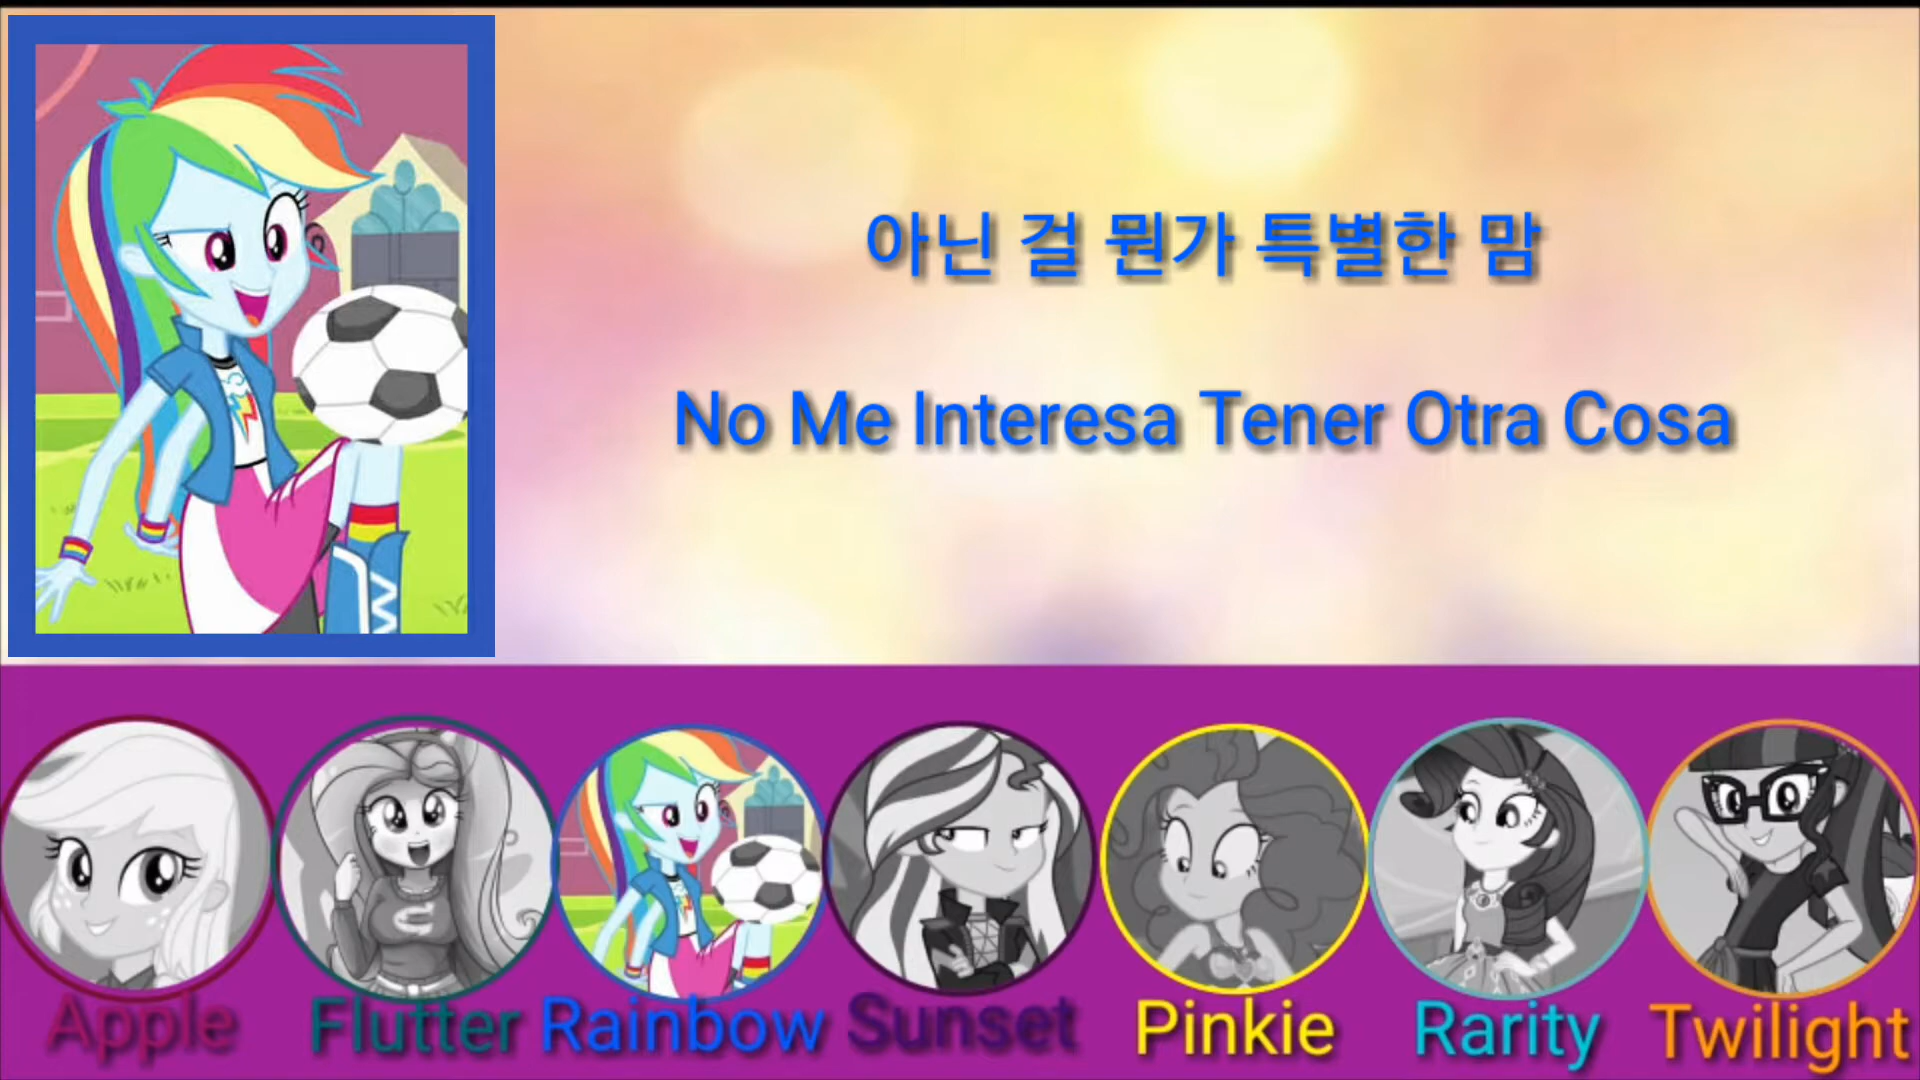 아닌 걸 뭔가 특별한 맘
No Me Interesa Tener Otra Cosa
Apple Flutter Rainbow Sunset Pinkie Rarity Twilight